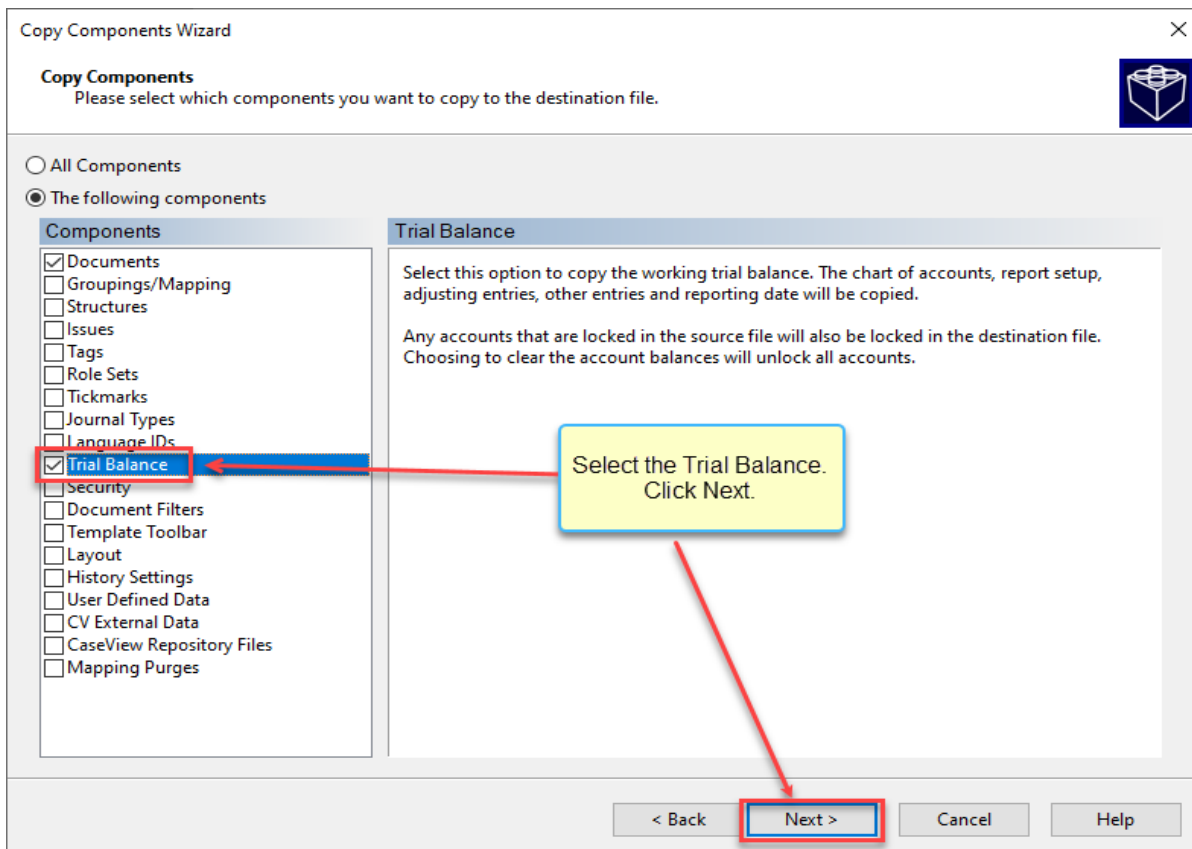 Copy Components Wizard
Copy Components
Please select which components you want to copy to the destination file.
All Components
The following components
Components
Documents
Groupings/Mapping
Structures
Issues
Tags
Role Sets
Tickmarks
Journal Types
Language IDs
Trial Balance
Security
Document Filters
Template Toolbar
Layout
History Settings
User Defined Data
CV External Data
CaseView Repository Files
Mapping Purges
Trial Balance
Select this option to copy the working trial balance. The chart of accounts, report setup,
adjusting entries, other entries and reporting date will be copied.
Any accounts that are locked in the source file will also be locked in the destination file.
Choosing to clear the account balances will unlock all accounts.
Select the Trial Balance.
Click Next.
< Back
Next >
Cancel
Help